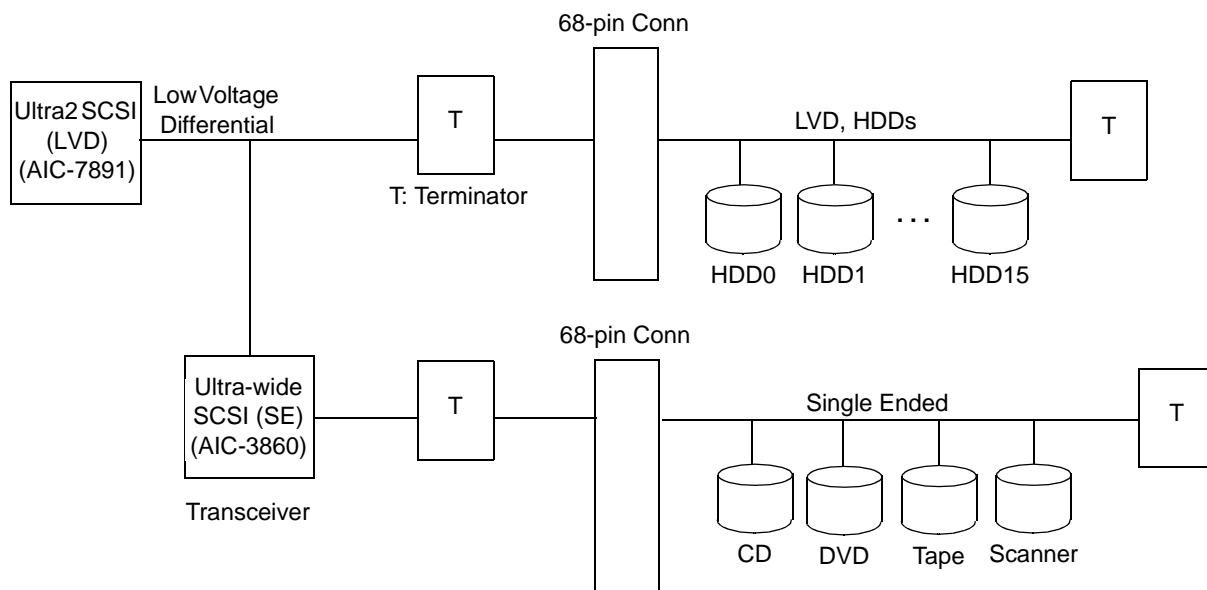 68-pin Conn
Ultra2 SCSI
(LVD)
(AIC-7891)
Low Voltage
Differential
T
T: Terminator
LVD, HDDs
T
HDD0
HDD1
. . .
HDD15
68-pin Conn
Ultra-wide
SCSI (SE)
(AIC-3860)
Transceiver
T
Single Ended
T
CD
DVD
Tape
Scanner